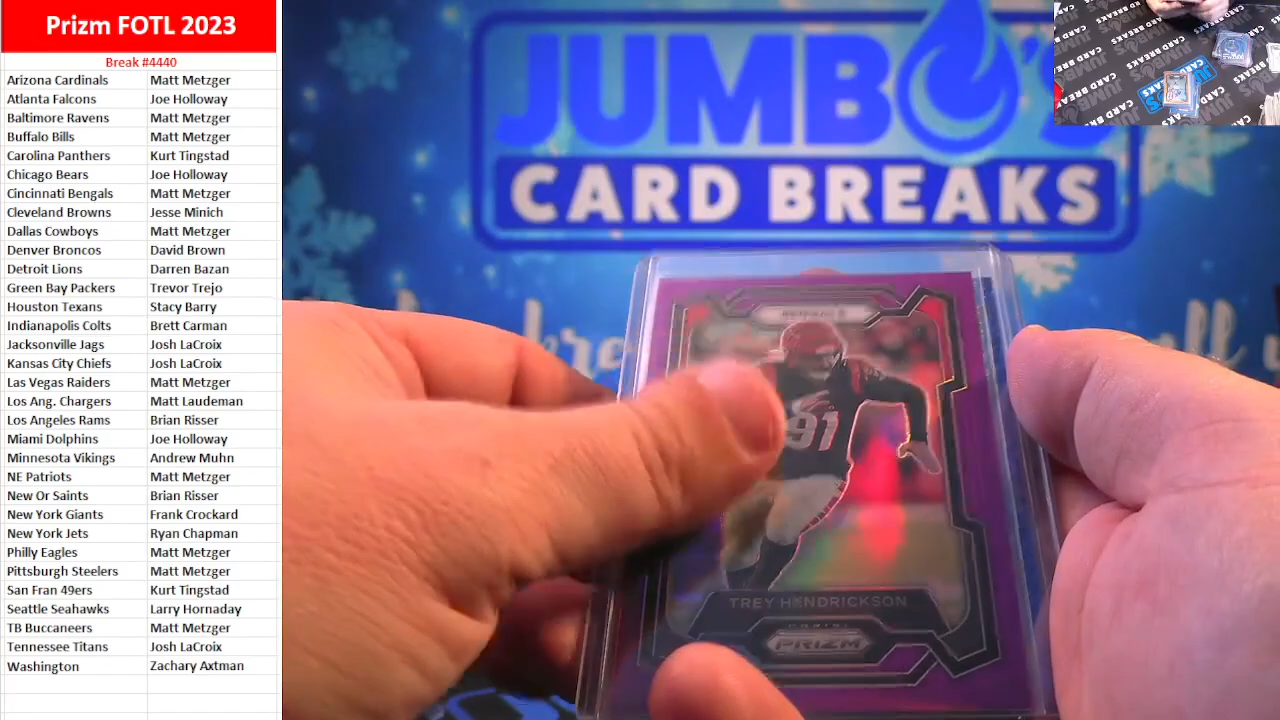 Prizm FOTL 2023
Break #4440
Arizona Cardinals Matt Metzger
Atlanta Falcons Joe Holloway
Baltimore Ravens Matt Metzger
Buffalo Bills Matt Metzger
Carolina Panthers Kurt Tingstad
Chicago Bears Joe Holloway
Cincinnati Bengals Matt Metzger
Cleveland Browns Jesse Minich
Dallas Cowboys Matt Metzger
Denver Broncos David Brown
Detroit Lions Darren Bazan
Green Bay Packers Trevor Trejo
Houston Texans Stacy Barry
Indianapolis Colts Brett Carman
Jacksonville Jags Josh LaCroix
Kansas City Chiefs Josh LaCroix
Las Vegas Raiders Matt Metzger
Los Ang. Chargers Matt Laudeman
Los Angeles Rams Brian Risser
Miami Dolphins Joe Holloway
Minnesota Vikings Andrew Muhn
NE Patriots Matt Metzger
New Or Saints Brian Risser
New York Giants Frank Crockard
New York Jets Ryan Chapman
Philly Eagles Matt Metzger
Pittsburgh Steelers Matt Metzger
San Fran 49ers Kurt Tingstad
Seattle Seahawks Larry Hornaday
TB Buccaneers Matt Metzger
Tennessee Titans Josh LaCroix
Washington Zachary Axtman
JUMBO'S
CARD BREAKS
91
TREY HENDRICKSON
PANINI
PRIZM
CARD BREAKS